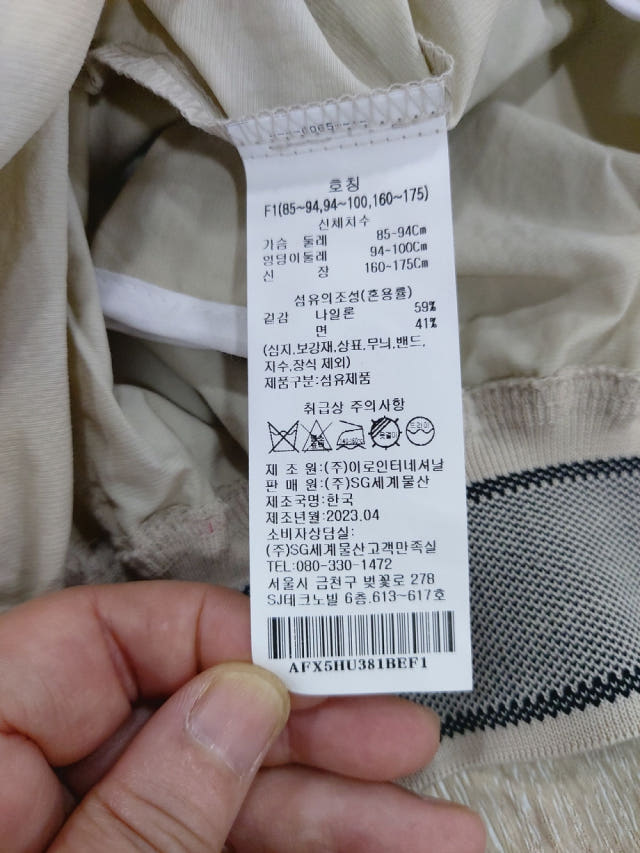 호칭
F1(85~94,94~100,160~175)
신체치수
가슴 둘레 85-94Cm
엉덩이둘레 94-100Cm
신 장 160-175Cm
섬유의조성(혼용률)
겉감 나일론 59%
면 41%
(심지,보강재,상표,무늬,밴드,
자수,장식 제외)
제품구분:섬유제품
취급상 주의사항
드라이
제 조 원:(주)이로인터네셔날
판 매 원:(주)SG세계물산
제조국명:한국
제조년월:2023.04
소비자상담실:
(주)SG세계물산고객만족실
TEL:080-330-1472
서울시 금천구 벚꽃로 278
SJ테크노빌 6층.613~617호
AFX5HU381BEF1